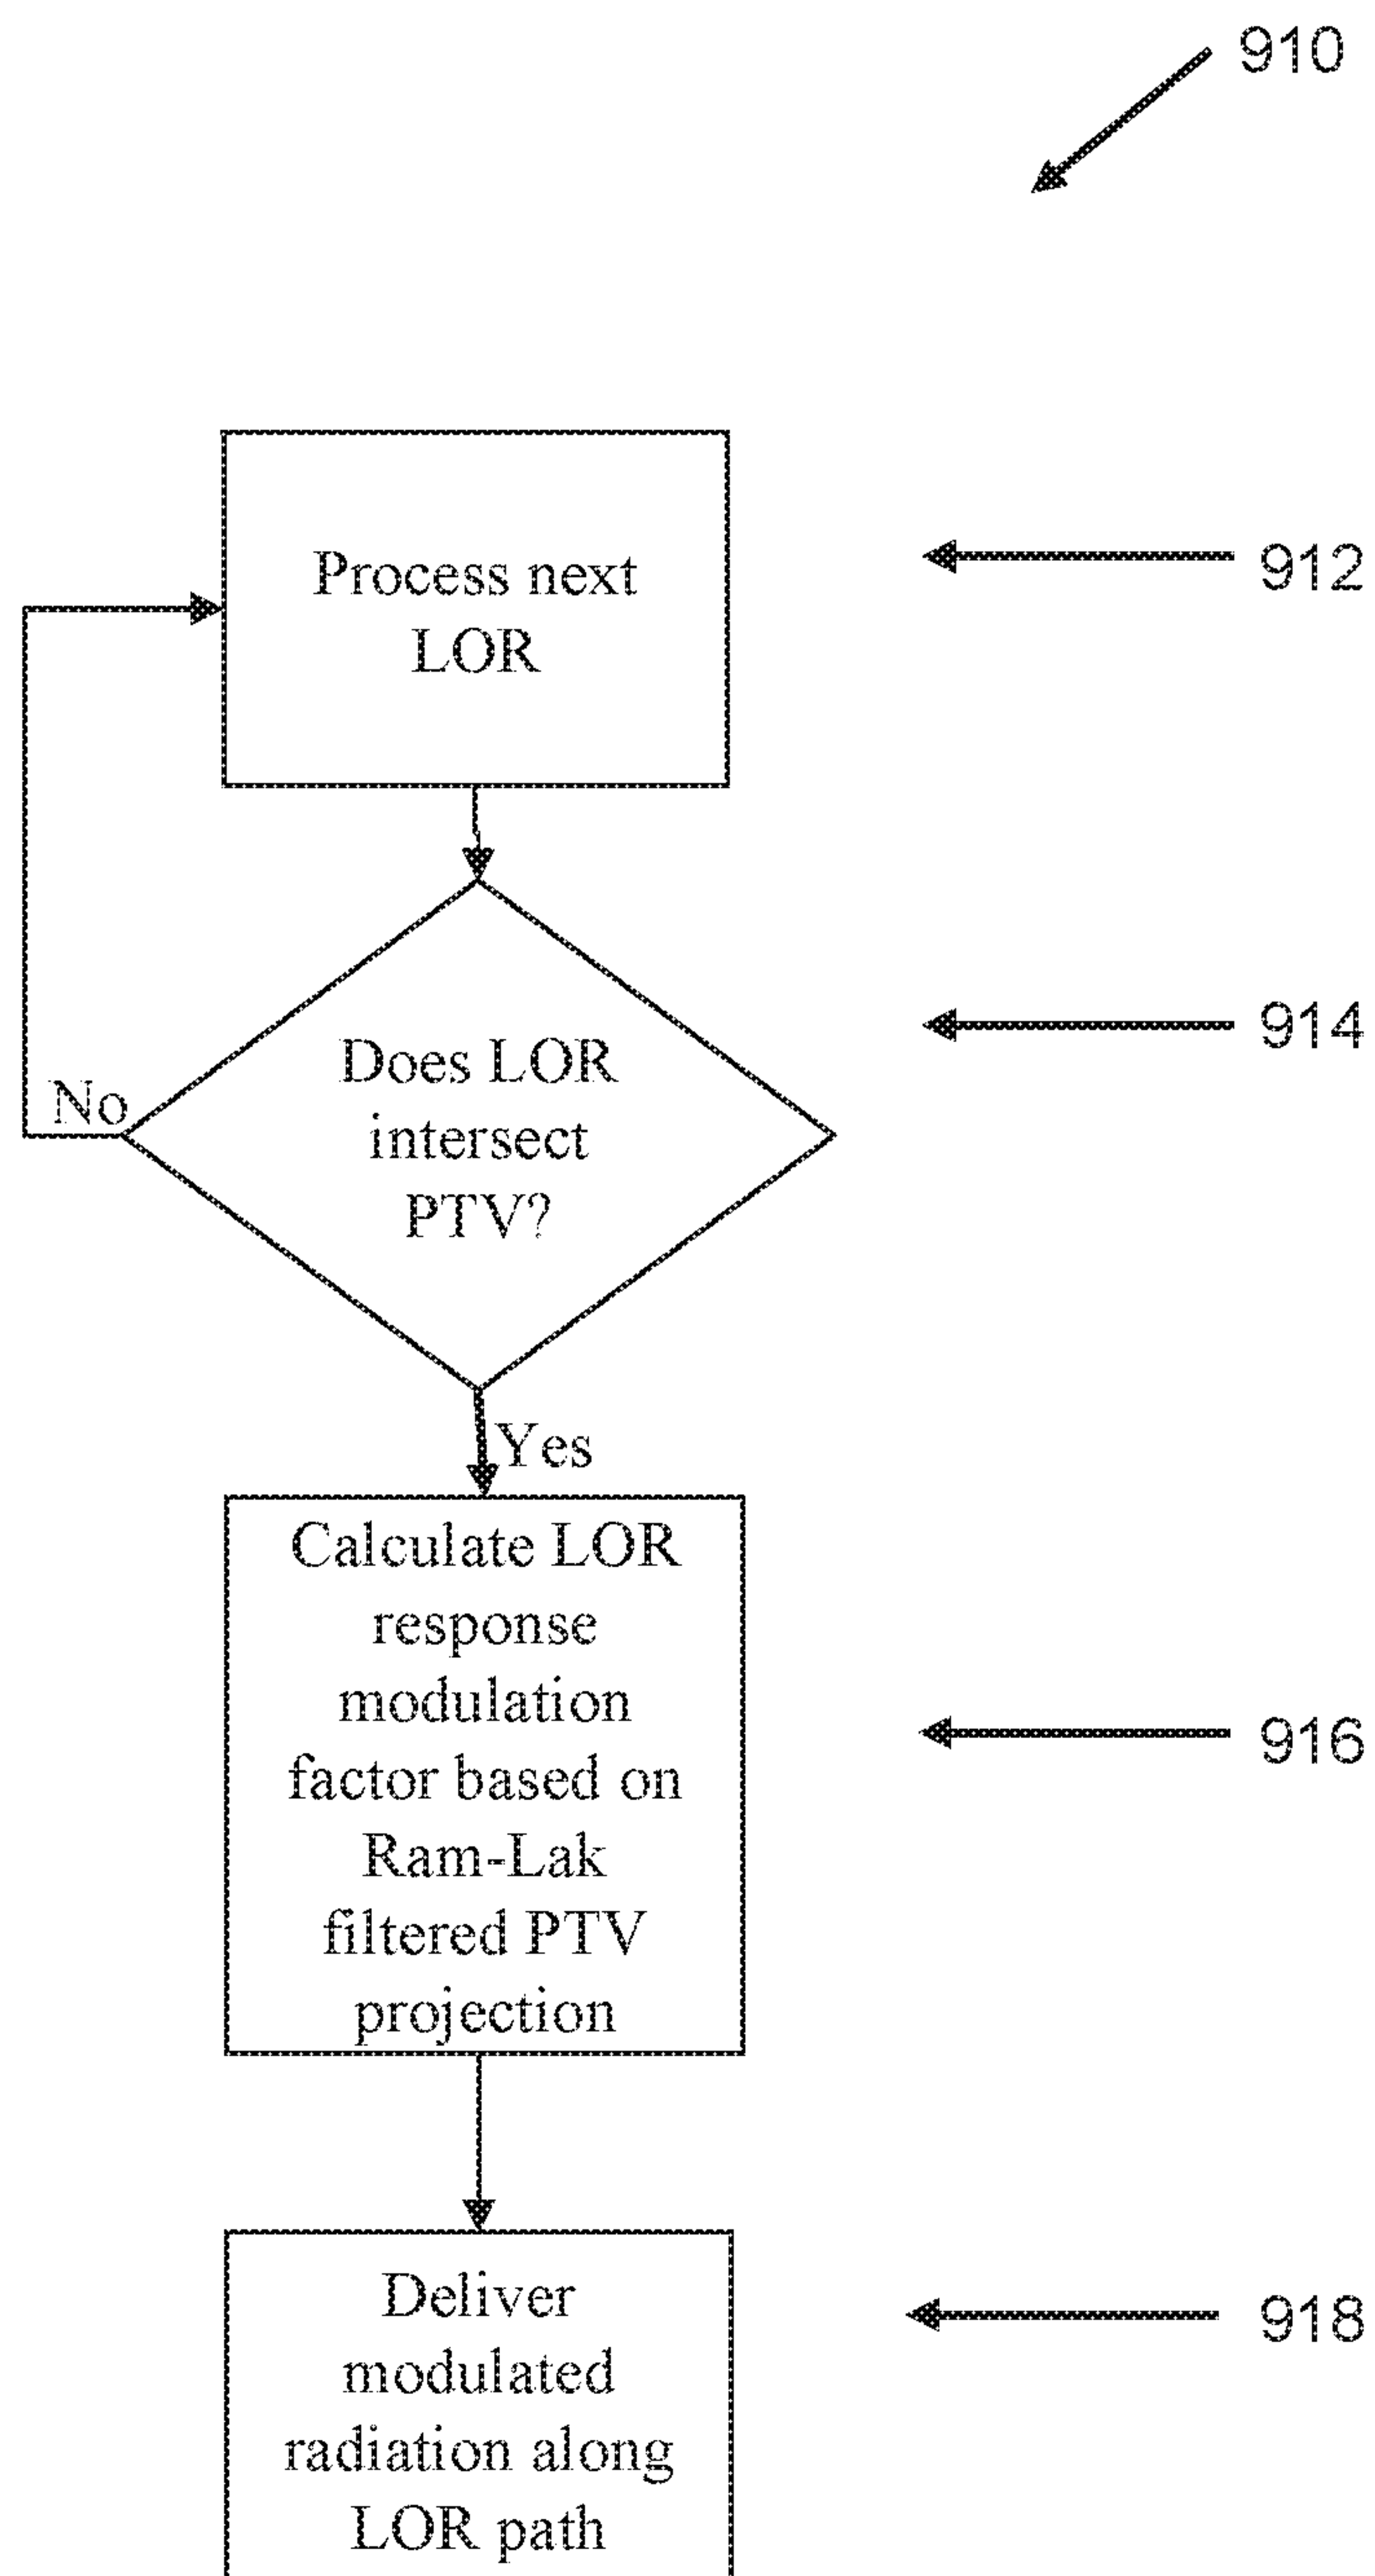 910
Process next
LOR
912
Does LOR
intersect
PTV?
914
No
Yes
Calculate LOR
response
modulation
factor based on
Ram-Lak
filtered PTV
projection
916
Deliver
modulated
radiation along
LOR path
918